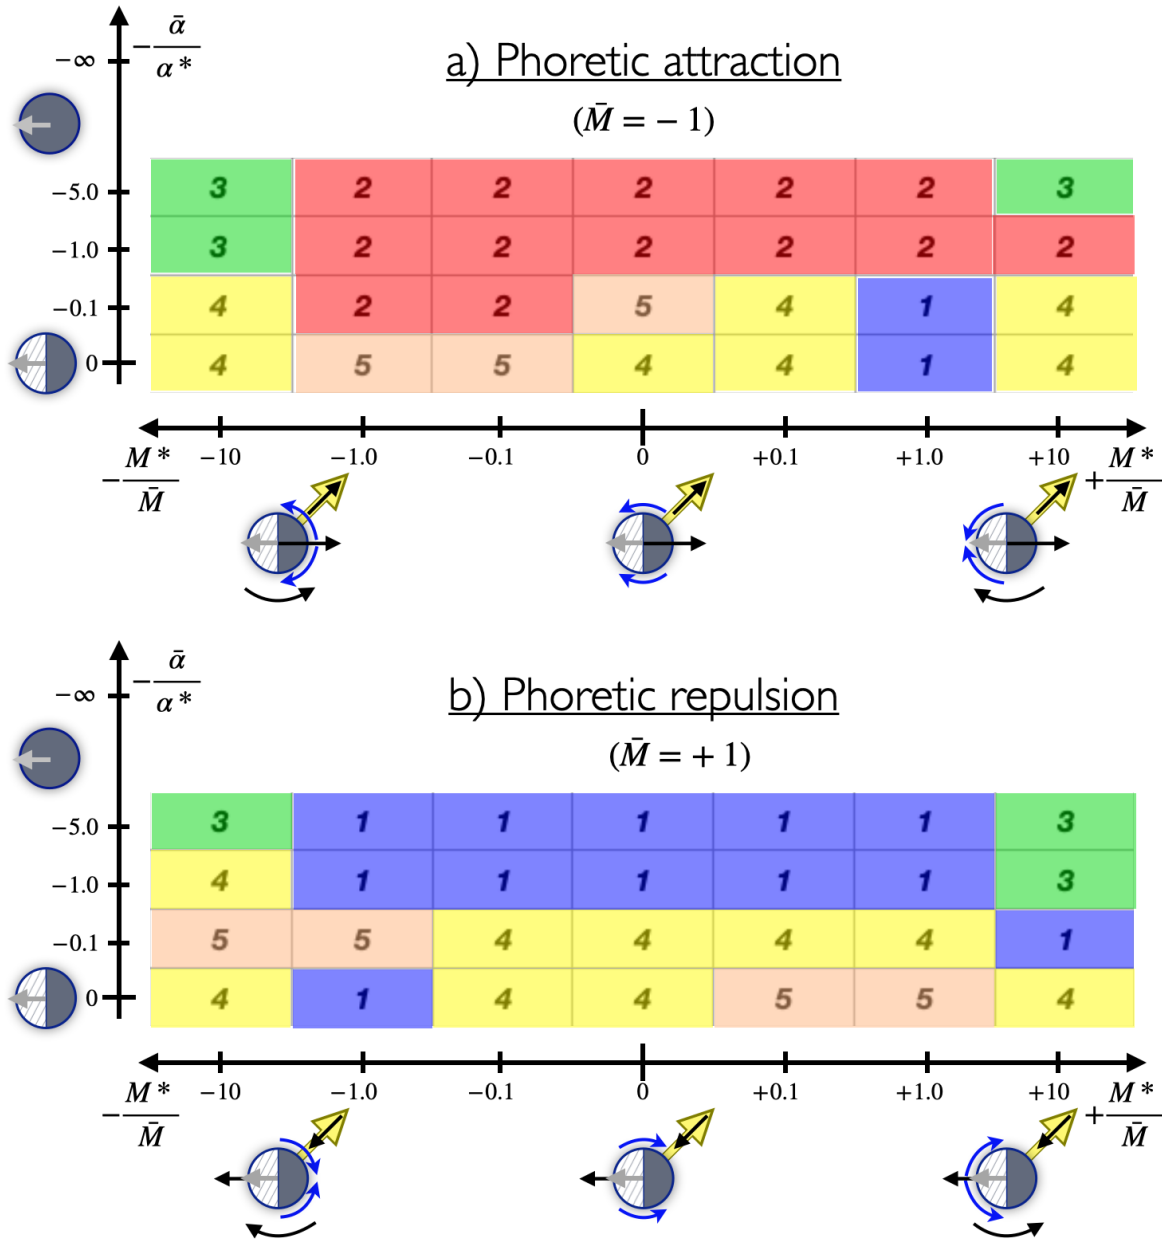 −ᾱ/α*
−∞
a) Phoretic attraction
(M̄ = − 1)
−5.0 3 2 2 2 2 2 3
−1.0 3 2 2 2 2 2 2
−0.1 4 2 2 5 4 1 4
0 4 5 5 4 4 1 4
−M*/M̄ −10 −1.0 −0.1 0 +0.1 +1.0 +10 +M*/M̄
−ᾱ/α*
−∞
b) Phoretic repulsion
(M̄ = + 1)
−5.0 3 1 1 1 1 1 3
−1.0 4 1 1 1 1 1 3
−0.1 5 5 4 4 4 4 1
0 4 1 4 4 5 5 4
−M*/M̄ −10 −1.0 −0.1 0 +0.1 +1.0 +10 +M*/M̄